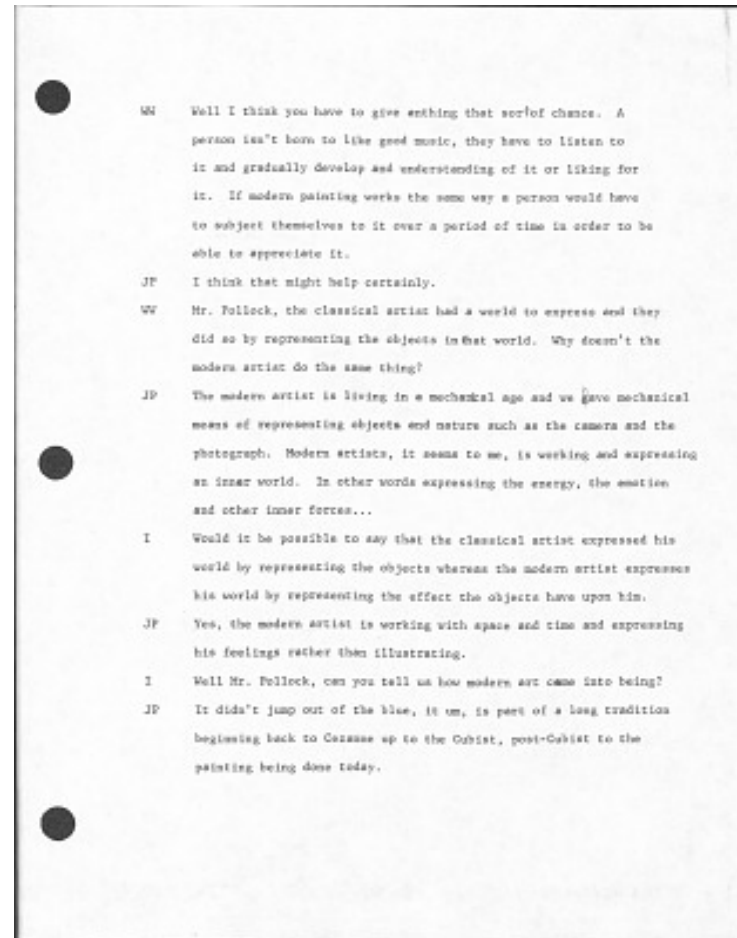 WW Well I think you have to give anthing that sort of chance. A
person isn't born to like good music, they have to listen to
it and gradually develop and understanding of it or liking for
it. If modern painting works the same way a person would have
to subject themselves to it over a period of time in order to be
able to appreciate it.
JP I think that might help certainly.
WW Mr. Pollock, the classical artist had a world to express and they
did so by representing the objects in that world. Why doesn't the
modern artist do the same thing?
JP The modern artist is living in a mechanical age and we gave mechanical
means of representing objects and nature such as the camera and the
photograph. Modern artists, it seems to me, is working and expressing
an inner world. In other words expressing the energy, the emotion
and other inner forces...
I Would it be possible to say that the classical artist expressed his
world by representing the objects whereas the modern artist expresses
his world by representing the effect the objects have upon him.
JP Yes, the modern artist is working with space and time and expressing
his feelings rather than illustrating.
I Well Mr. Pollock, can you tell us how modern art came into being?
JP It didn't jump out of the blue, it um, is part of a long tradition
beginning back to Cezanne up to the Cubist, post-Cubist to the
painting being done today.